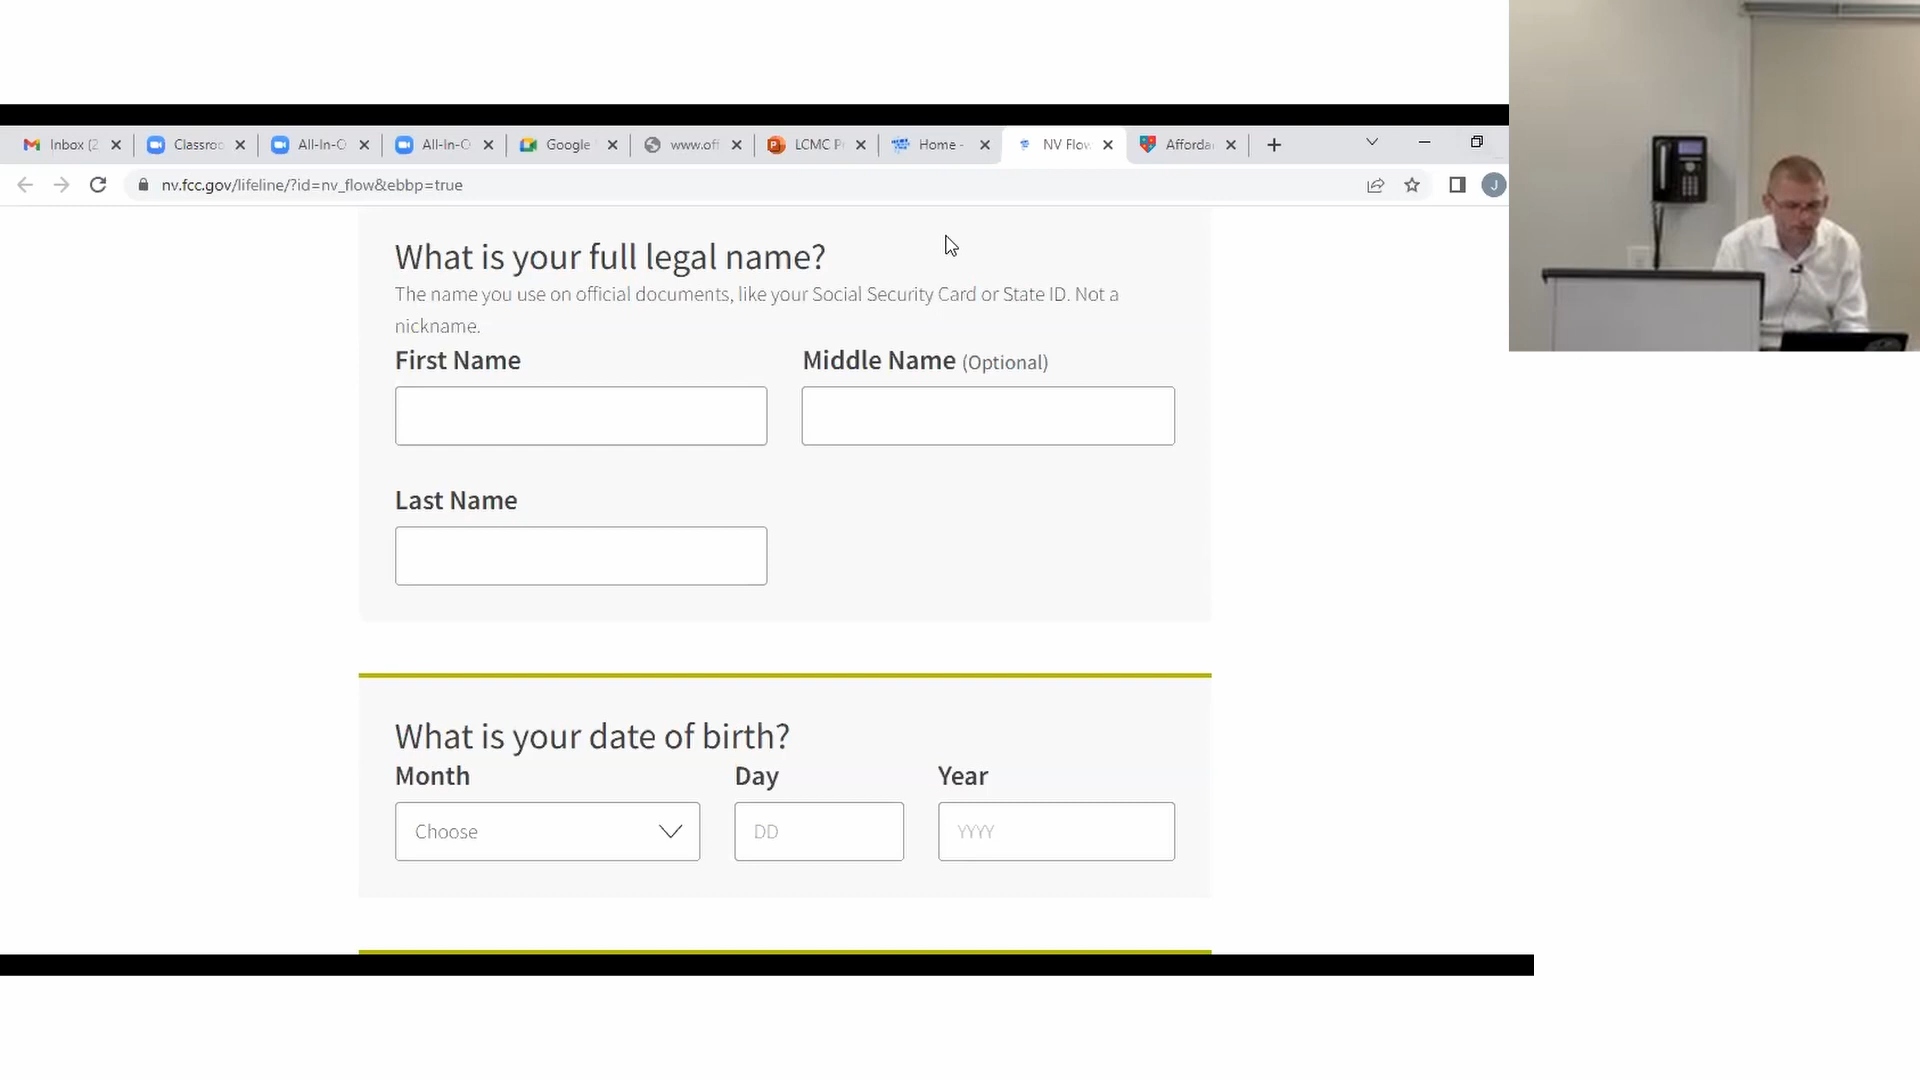 Inbox (2
Classroo
All-In-O
All-In-O
Google
www.off
LCMC P
Home -
NV Flow
Afforda
nv.fcc.gov/lifeline/?id=nv_flow&ebbp=true
J
What is your full legal name?
The name you use on official documents, like your Social Security Card or State ID. Not a
nickname.
First Name
Middle Name (Optional)
Last Name
What is your date of birth?
Month
Day
Year
Choose
DD
YYYY